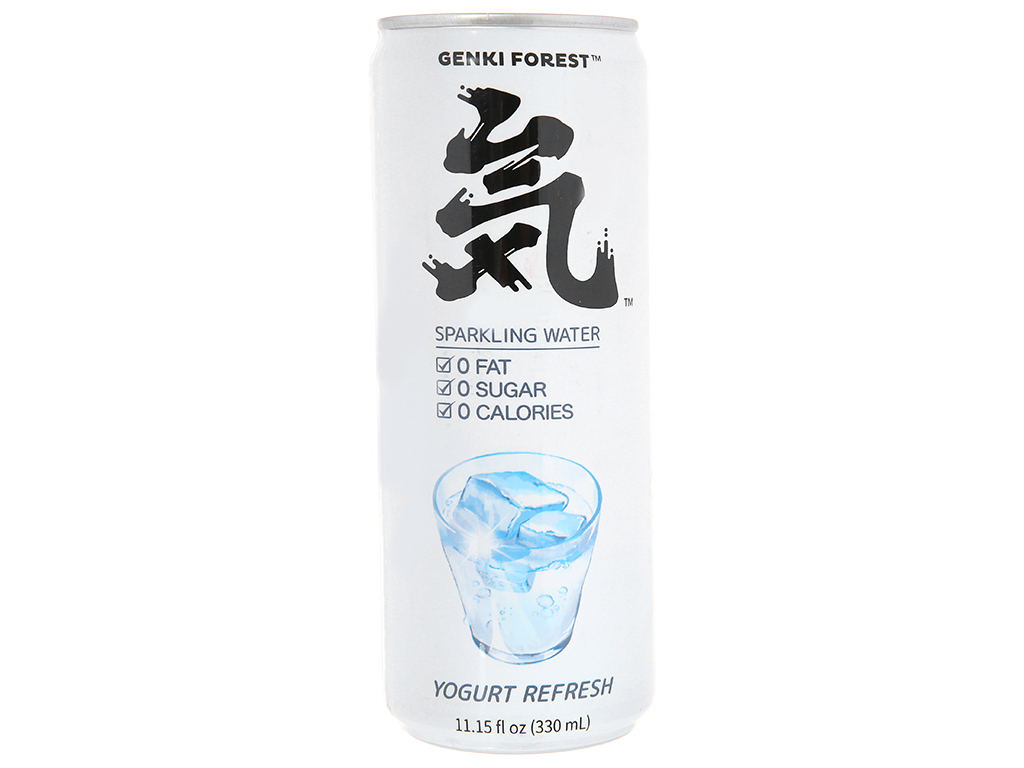 GENKI FOREST™
気
™
SPARKLING WATER
☑ 0 FAT
☑ 0 SUGAR
☑ 0 CALORIES
YOGURT REFRESH
11.15 fl oz (330 mL)